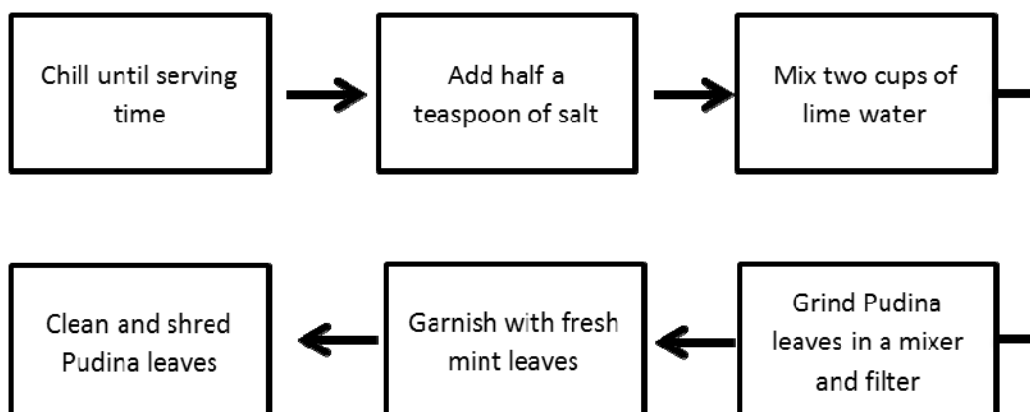 Chill until serving
time
Add half a
teaspoon of salt
Mix two cups of
lime water
Grind Pudina
leaves in a mixer
and filter
Garnish with fresh
mint leaves
Clean and shred
Pudina leaves